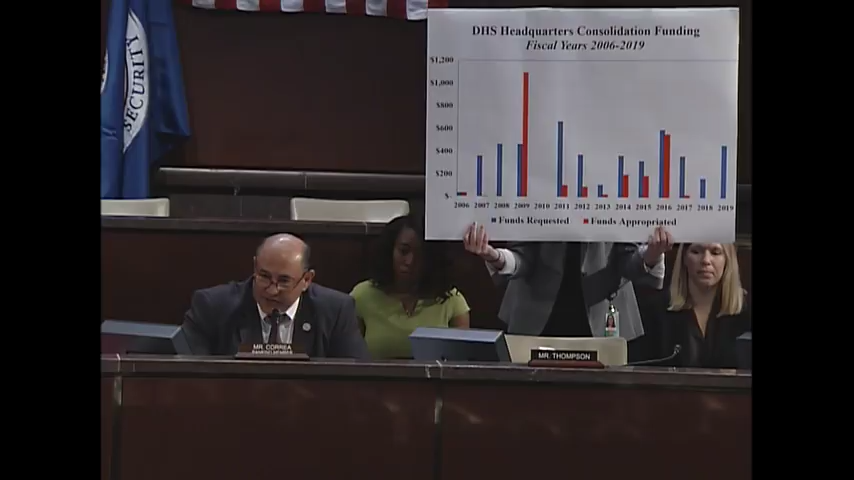 SECURITY
DHS Headquarters Consolidation Funding
Fiscal Years 2006-2019
$1,200
$1,000
$800
$600
$400
$200
$-
2006 2007 2008 2009 2010 2011 2012 2013 2014 2015 2016 2017 2018 2019
Funds Requested Funds Appropriated
MR. CORREA
MR. THOMPSON